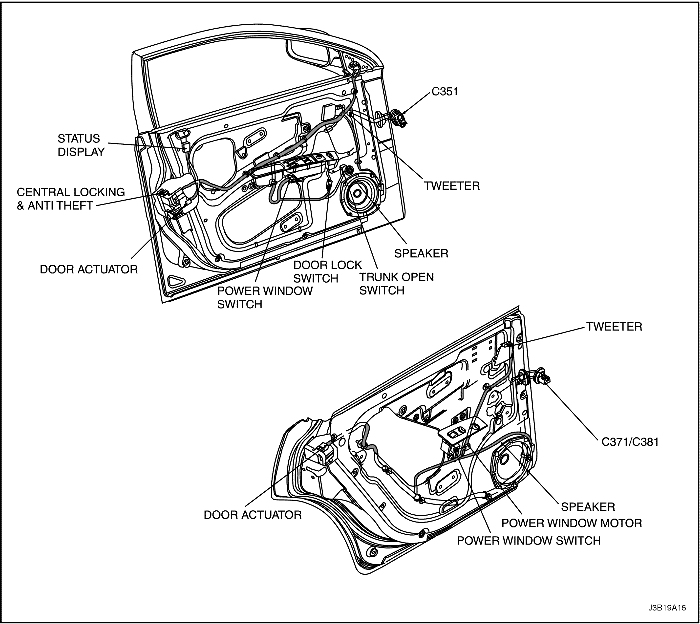 C351
STATUS
DISPLAY
TWEETER
CENTRAL LOCKING
& ANTI THEFT
SPEAKER
DOOR ACTUATOR
DOOR LOCK
SWITCH
TRUNK OPEN
SWITCH
POWER WINDOW
SWITCH
TWEETER
C371/C381
SPEAKER
DOOR ACTUATOR
POWER WINDOW MOTOR
POWER WINDOW SWITCH
J3B19A16